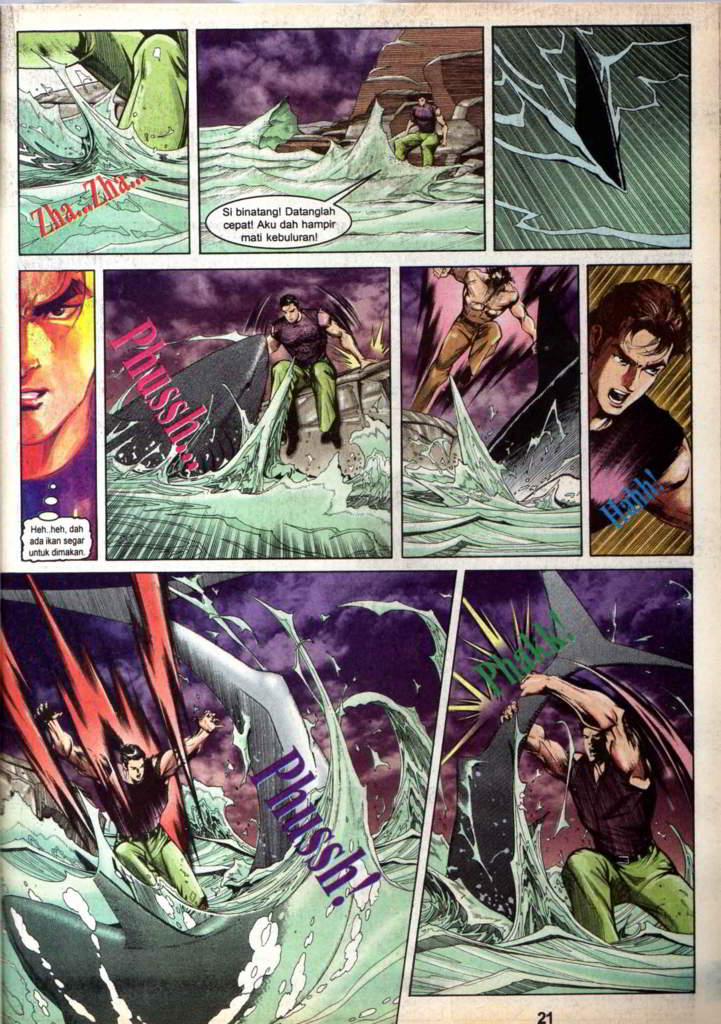 Zha...Zha...
Si binatang! Datanglah
cepat! Aku dah hampir
mati kebuluran!
Heh..heh, dah
ada ikan segar
untuk dimakan.
Phussh...
Hahh!
Phussh!
Phakk!
21